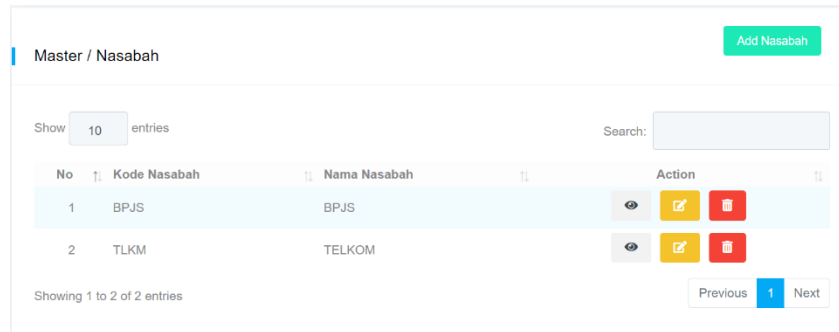 Add Nasabah
Master / Nasabah
Show 10 entries Search:
No Kode Nasabah Nama Nasabah Action
1 BPJS BPJS
2 TLKM TELKOM
Showing 1 to 2 of 2 entries Previous 1 Next